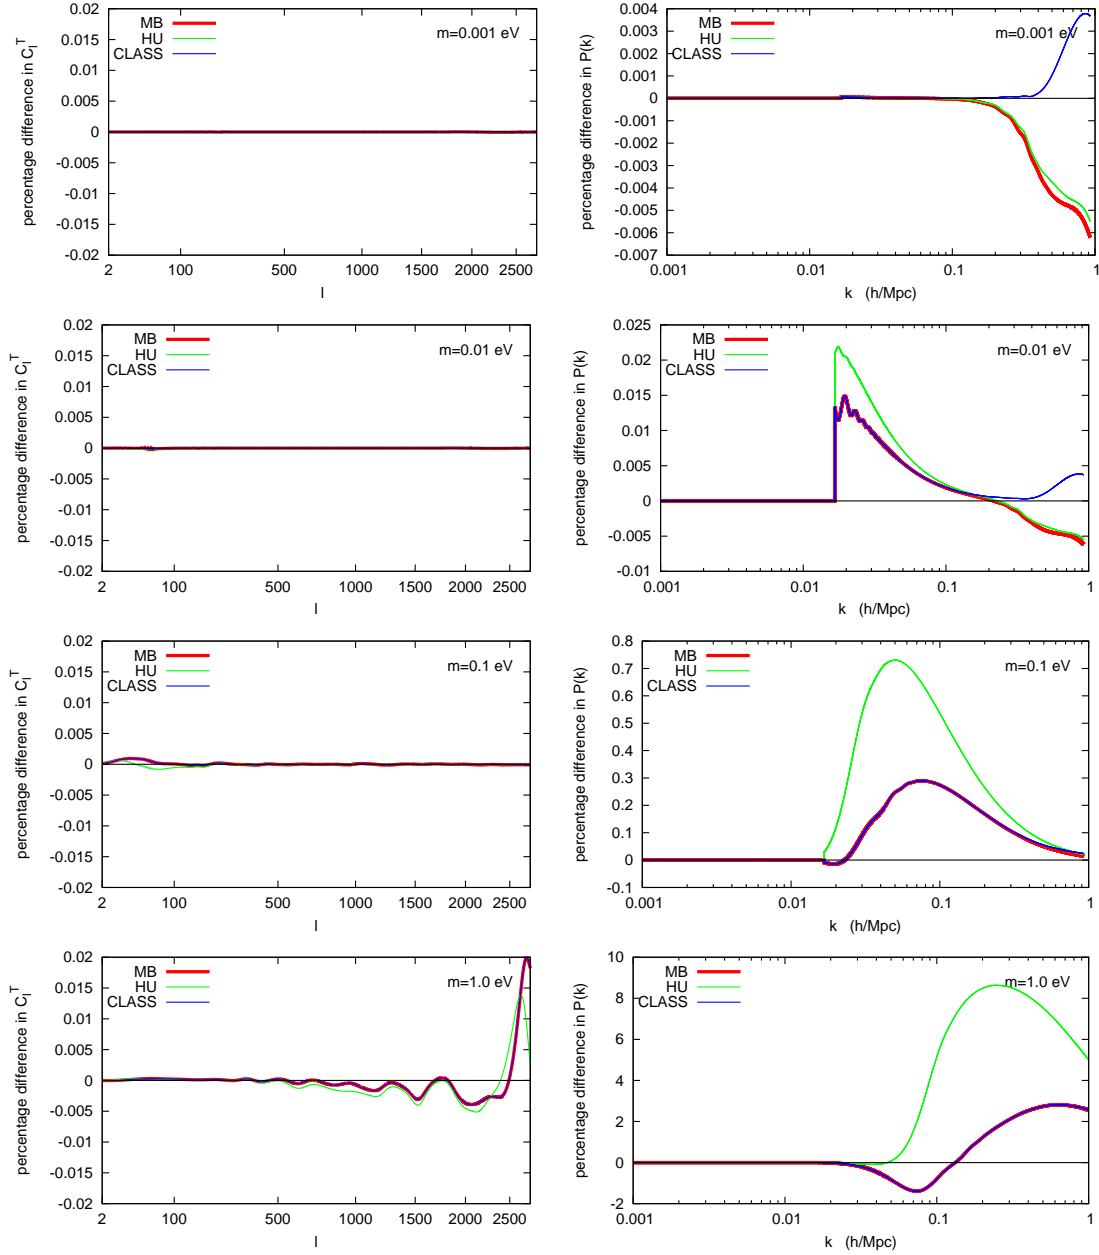 percentage difference in C_l^T
MB
HU
CLASS
m=0.001 eV
0.02
0.015
0.01
0.005
0
-0.005
-0.01
-0.015
-0.02
2 100 500 1000 1500 2000 2500
l
percentage difference in P(k)
MB
HU
CLASS
m=0.001 eV
0.004
0.003
0.002
0.001
0
-0.001
-0.002
-0.003
-0.004
-0.005
-0.006
-0.007
0.001 0.01 0.1 1
k (h/Mpc)
percentage difference in C_l^T
MB
HU
CLASS
m=0.01 eV
0.02
0.015
0.01
0.005
0
-0.005
-0.01
-0.015
-0.02
2 100 500 1000 1500 2000 2500
l
percentage difference in P(k)
MB
HU
CLASS
m=0.01 eV
0.025
0.02
0.015
0.01
0.005
0
-0.005
-0.01
0.001 0.01 0.1 1
k (h/Mpc)
percentage difference in C_l^T
MB
HU
CLASS
m=0.1 eV
0.02
0.015
0.01
0.005
0
-0.005
-0.01
-0.015
-0.02
2 100 500 1000 1500 2000 2500
l
percentage difference in P(k)
MB
HU
CLASS
m=0.1 eV
0.8
0.7
0.6
0.5
0.4
0.3
0.2
0.1
0
-0.1
0.001 0.01 0.1 1
k (h/Mpc)
percentage difference in C_l^T
MB
HU
CLASS
m=1.0 eV
0.02
0.015
0.01
0.005
0
-0.005
-0.01
-0.015
-0.02
2 100 500 1000 1500 2000 2500
l
percentage difference in P(k)
MB
HU
CLASS
m=1.0 eV
10
8
6
4
2
0
-2
0.001 0.01 0.1 1
k (h/Mpc)